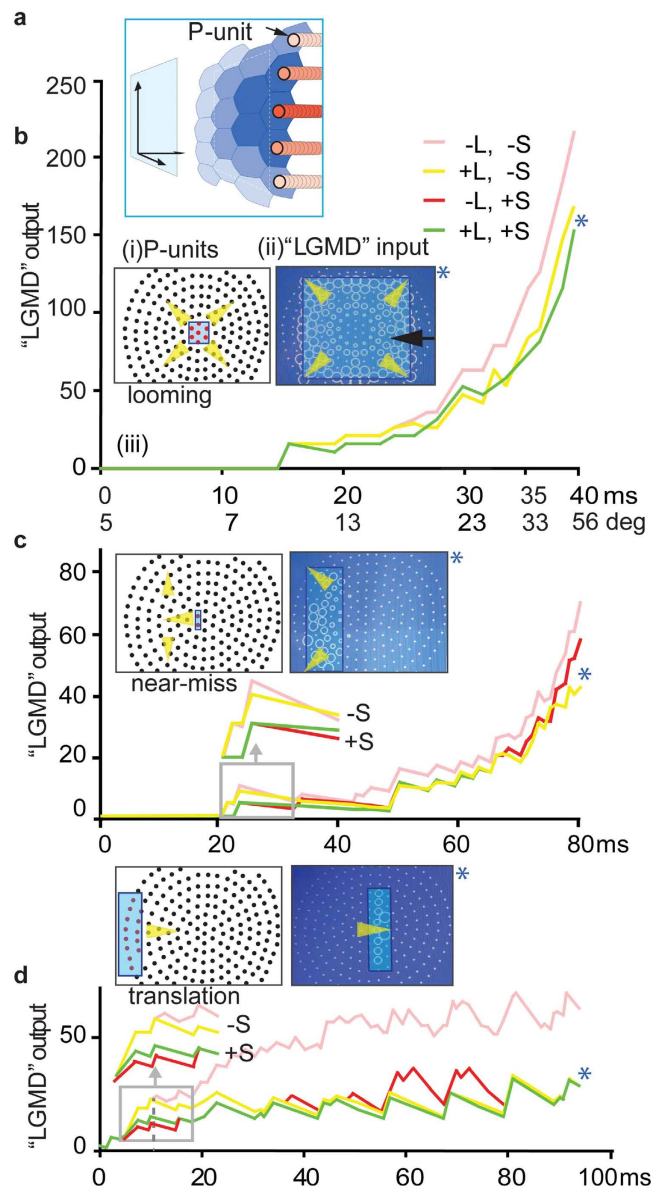 a
P-unit
250
b
200
-L, -S
+L, -S
-L, +S
+L, +S
*
150
(i)P-units
(ii)“LGMD” input
*
“LGMD” output
100
looming
50
(iii)
0
0 10 20 30 35 40 ms
5 7 13 23 33 56 deg
c
80
*
60
near-miss
“LGMD” output
40
-S
+S
*
20
0
0 20 40 60 80ms
*
d
translation
-S
+S
50
“LGMD” output
*
0
0 20 40 60 80 100ms